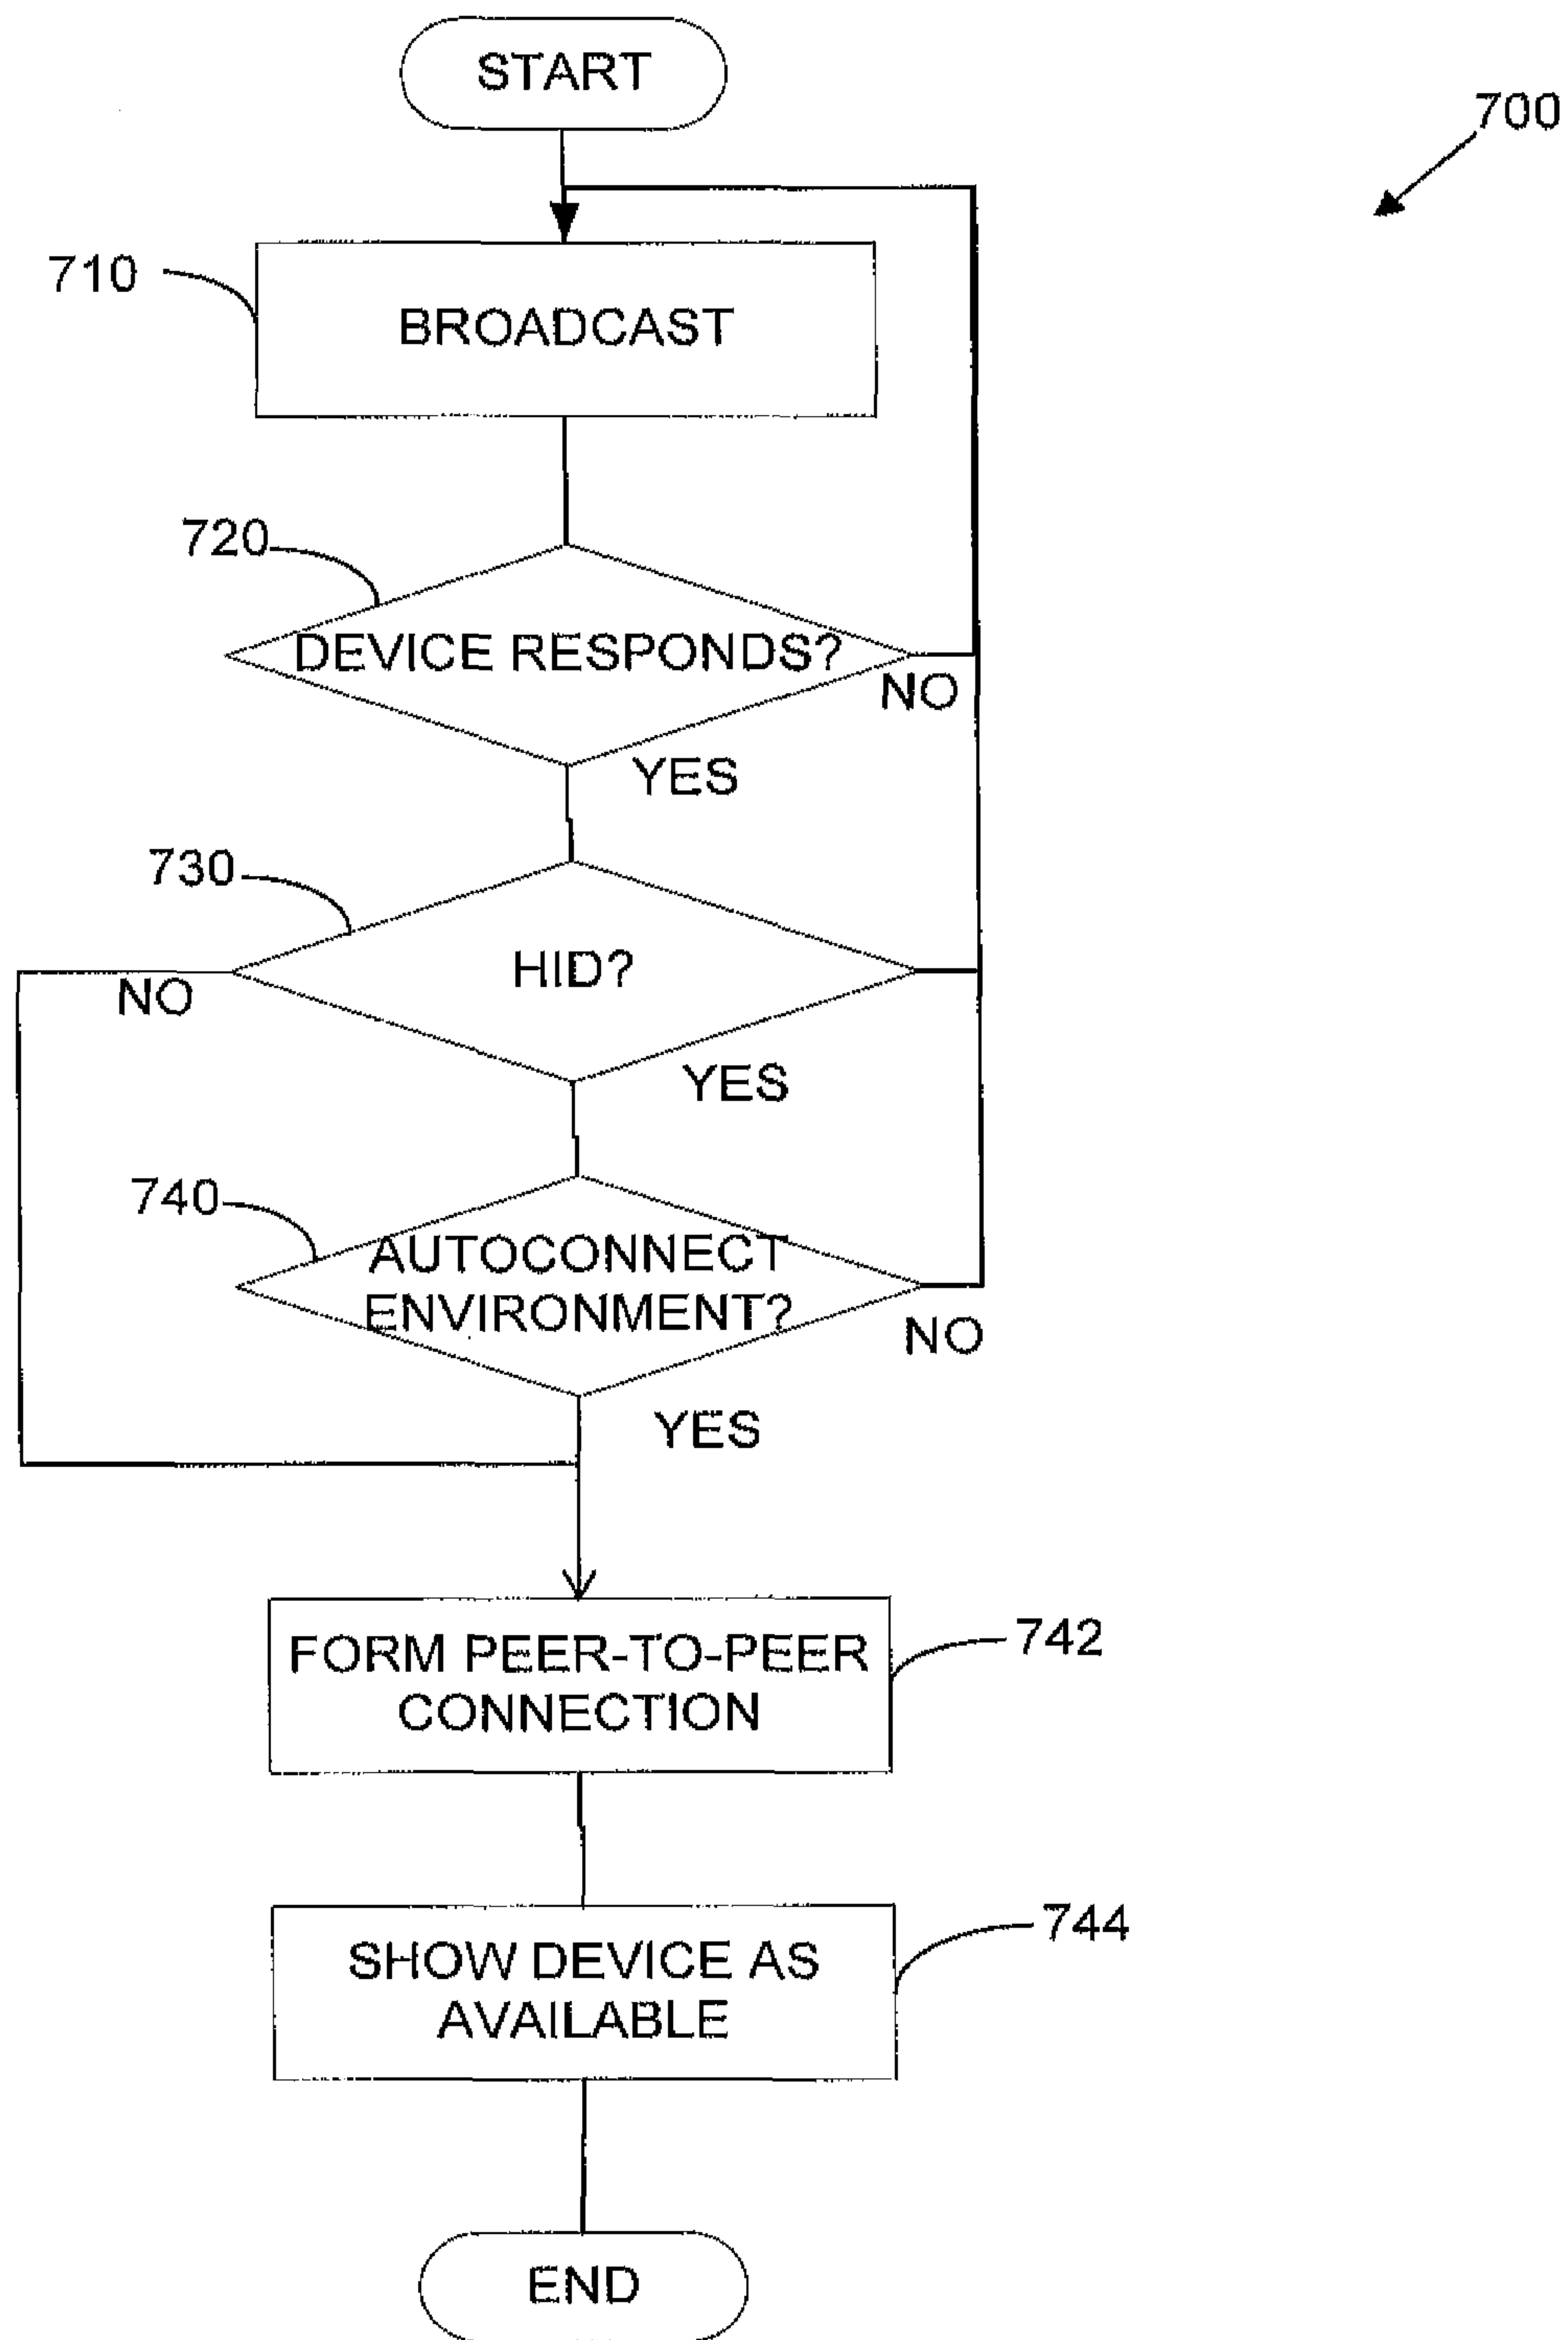 START
700
710
BROADCAST
720
DEVICE RESPONDS?
NO
YES
730
HID?
NO
YES
740
AUTOCONNECT
ENVIRONMENT?
NO
YES
FORM PEER-TO-PEER
CONNECTION
742
SHOW DEVICE AS
AVAILABLE
744
END